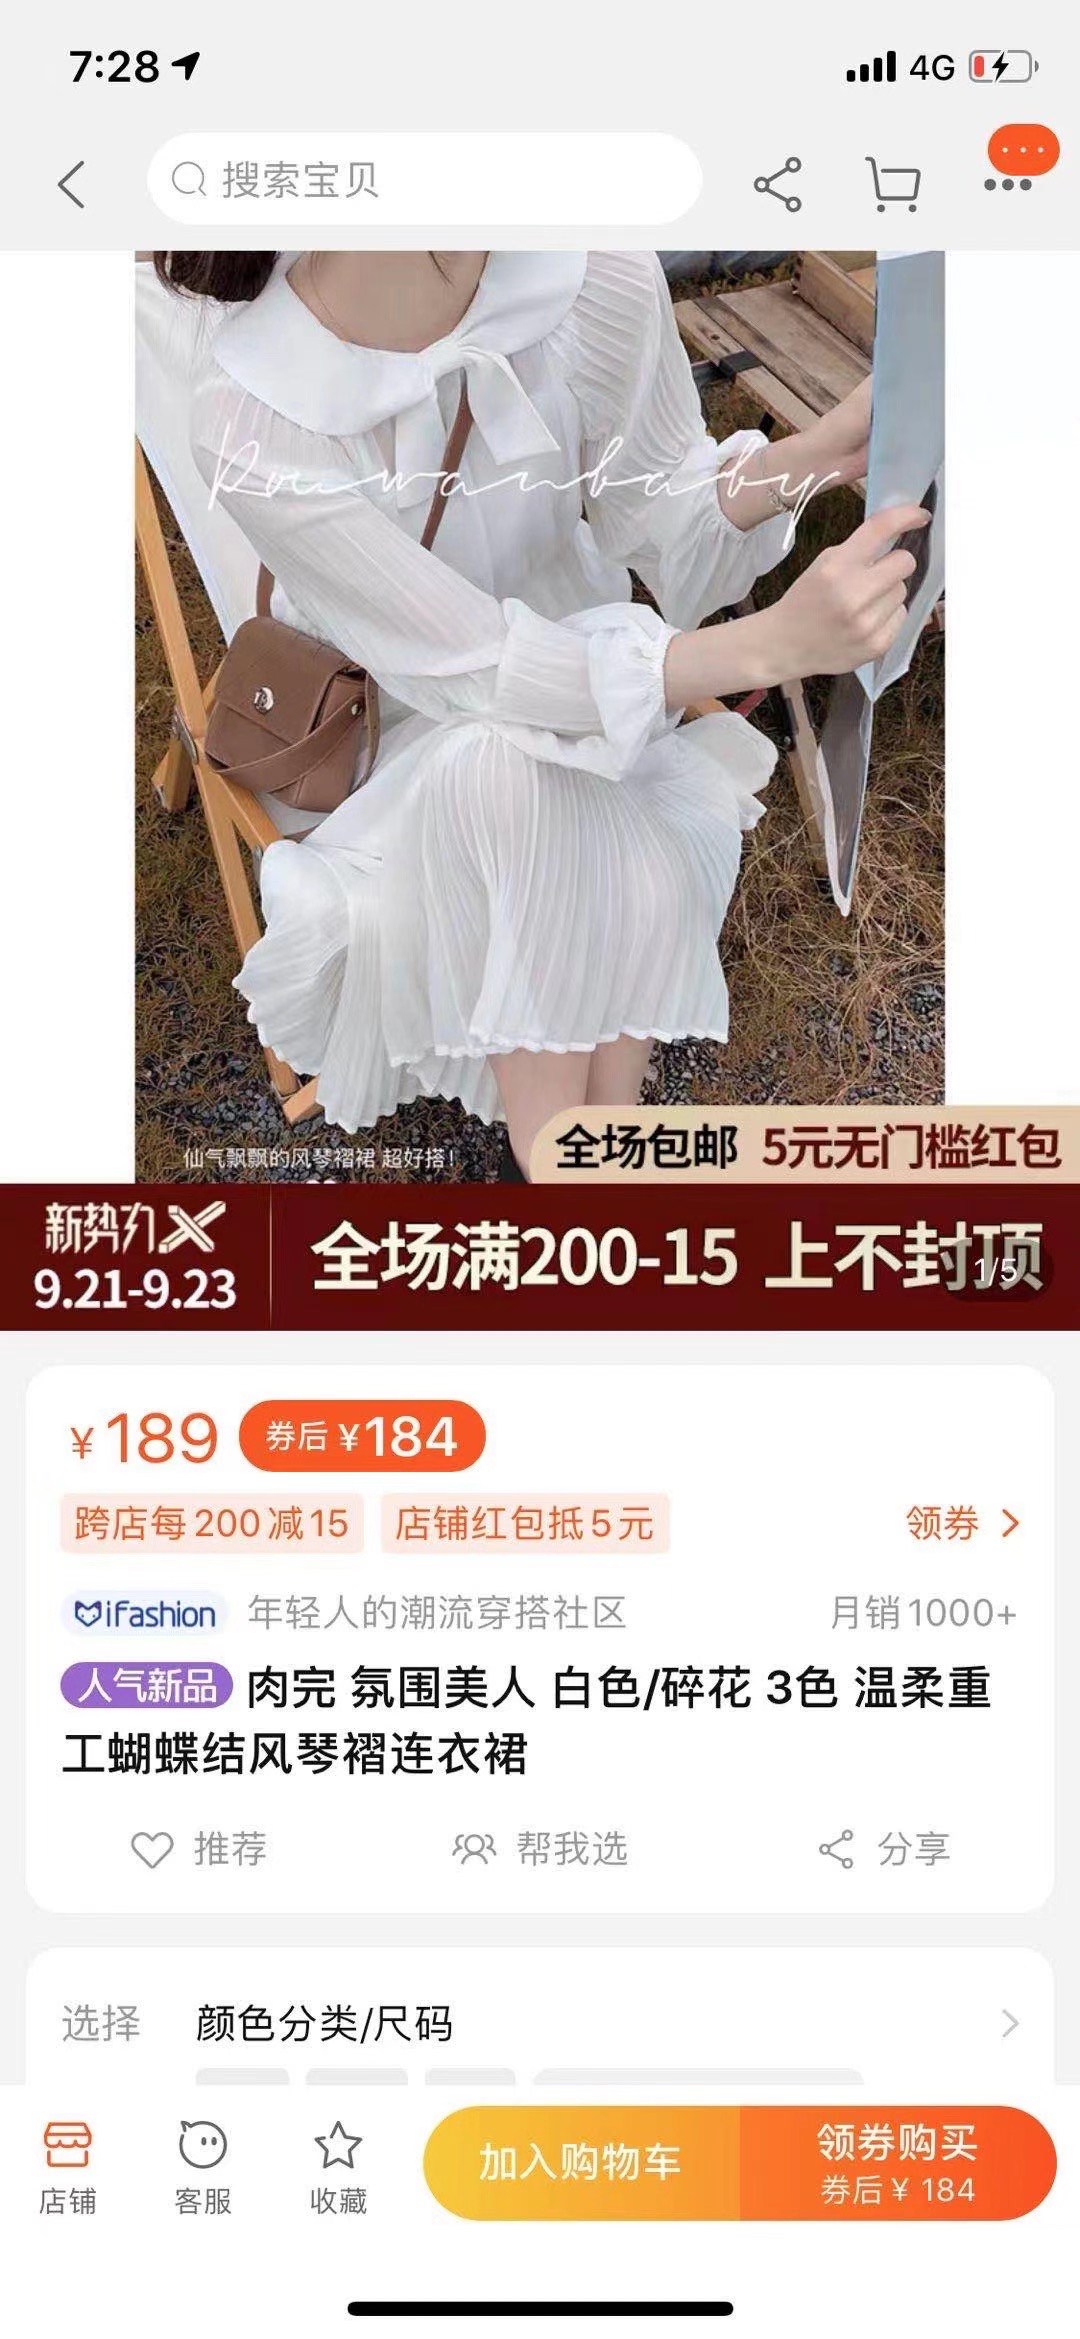 7:28
4G
搜索宝贝
Rouwanbaby
仙气飘飘的风琴褶裙 超好搭!
全场包邮 5元无门槛红包
新势力
9.21-9.23
全场满200-15 上不封顶
1/5
¥189 券后 ¥184
跨店每200减15 店铺红包抵5元 领券
iFashion 年轻人的潮流穿搭社区 月销1000+
人气新品 肉完 氛围美人 白色/碎花 3色 温柔重
工蝴蝶结风琴褶连衣裙
推荐 帮我选 分享
选择 颜色分类/尺码
店铺 客服 收藏
加入购物车
领券购买
券后¥ 184